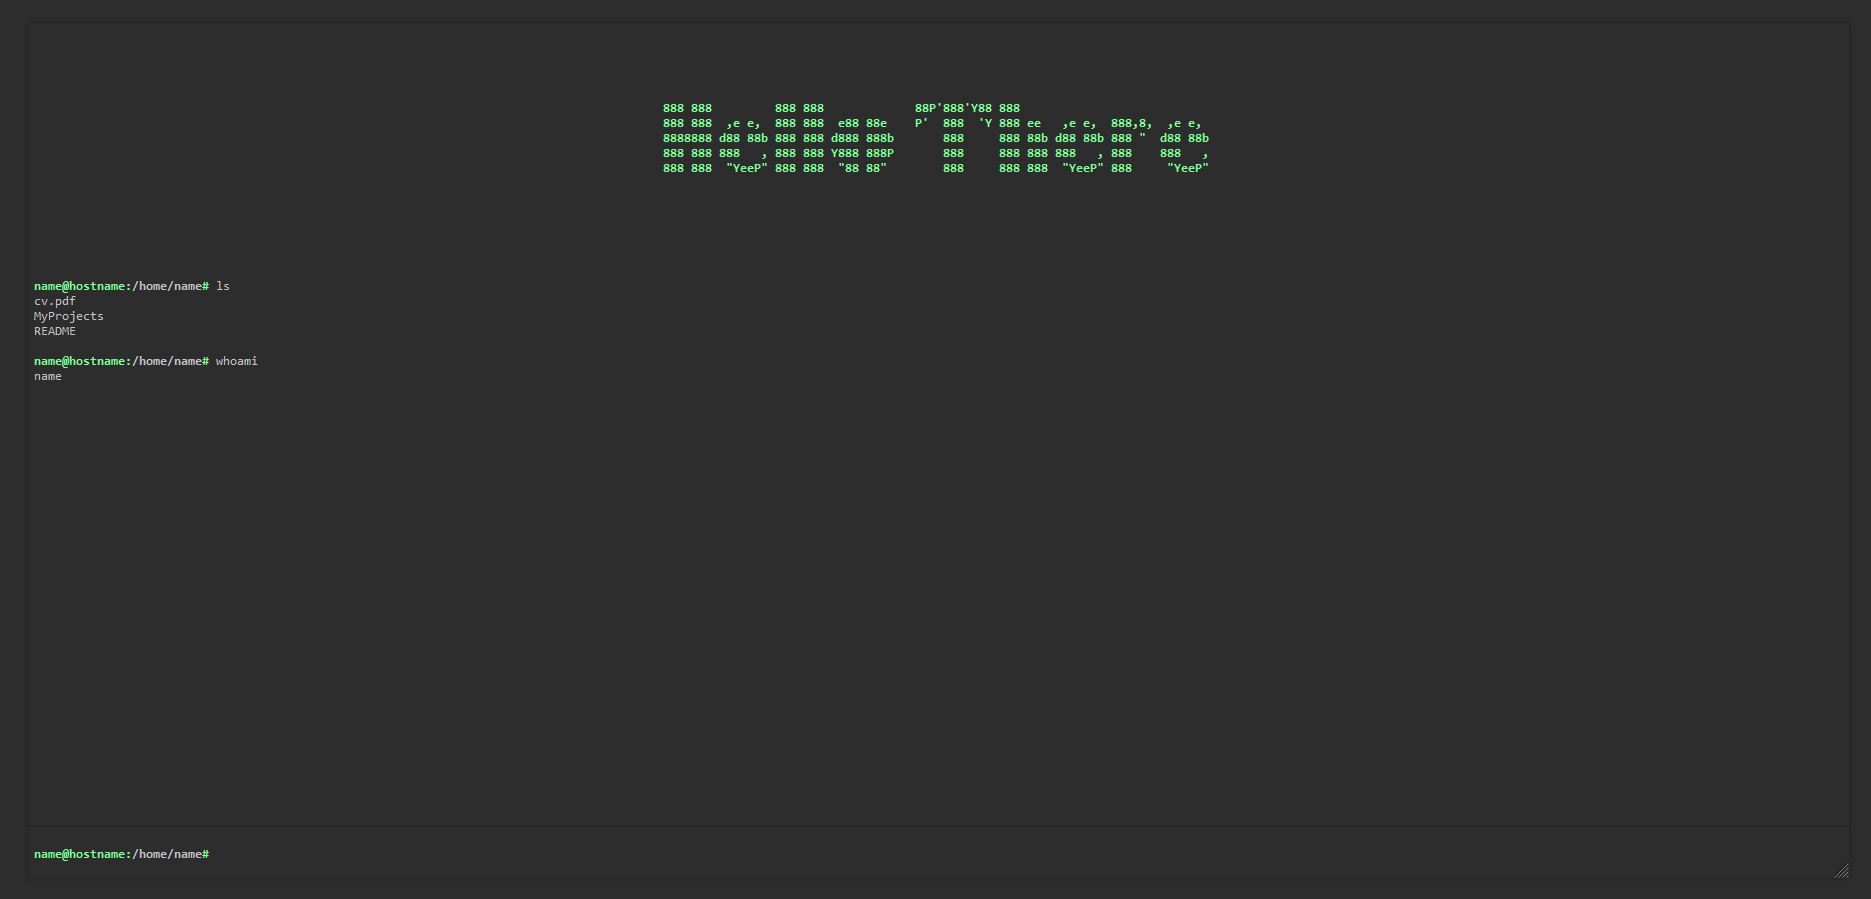 888 888         888 888             88P'888'Y88 888
888 888  ,e e,  888 888  e88 88e    P'  888  'Y 888 ee   ,e e,  888,8,  ,e e,
8888888 d88 88b 888 888 d888 888b       888     888 88b d88 88b 888 "  d88 88b
888 888 888   , 888 888 Y888 888P       888     888 888 888   , 888    888   ,
888 888  "YeeP" 888 888  "88 88"        888     888 888  "YeeP" 888     "YeeP"
name@hostname:/home/name# ls
cv.pdf
MyProjects
README
name@hostname:/home/name# whoami
name
name@hostname:/home/name#